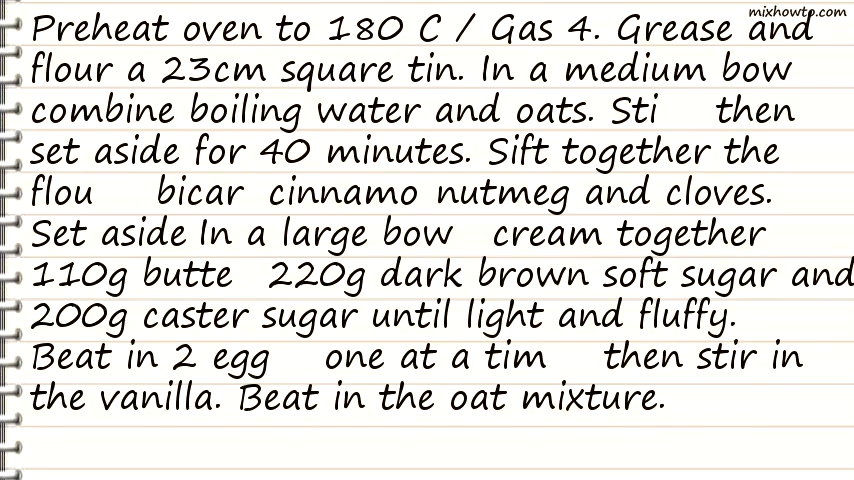 mixhowtp.com
Preheat oven to 180 C / Gas 4. Grease and
flour a 23cm square tin. In a medium bow
combine boiling water and oats. Sti then
set aside for 40 minutes. Sift together the
flou bicar cinnamo nutmeg and cloves.
Set aside In a large bow cream together
110g butte 220g dark brown soft sugar and
200g caster sugar until light and fluffy.
Beat in 2 egg one at a tim then stir in
the vanilla. Beat in the oat mixture.